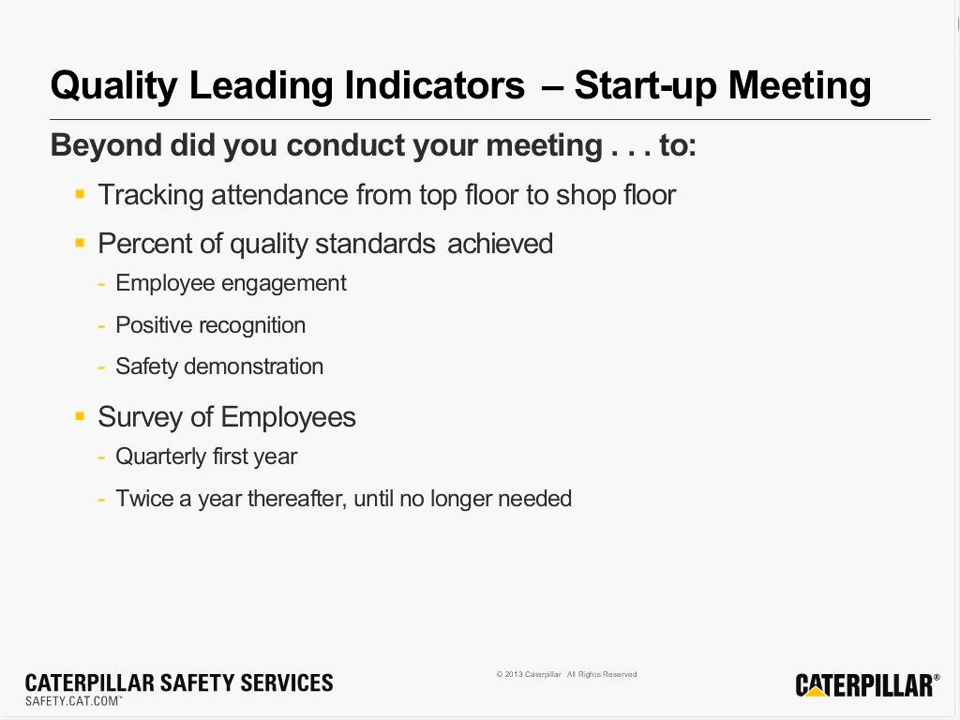 Quality Leading Indicators – Start-up Meeting
Beyond did you conduct your meeting . . . to:
Tracking attendance from top floor to shop floor
Percent of quality standards achieved
- Employee engagement
- Positive recognition
- Safety demonstration
Survey of Employees
- Quarterly first year
- Twice a year thereafter, until no longer needed
© 2013 Caterpillar All Rights Reserved
CATERPILLAR SAFETY SERVICES
SAFETY.CAT.COM™
CATERPILLAR®